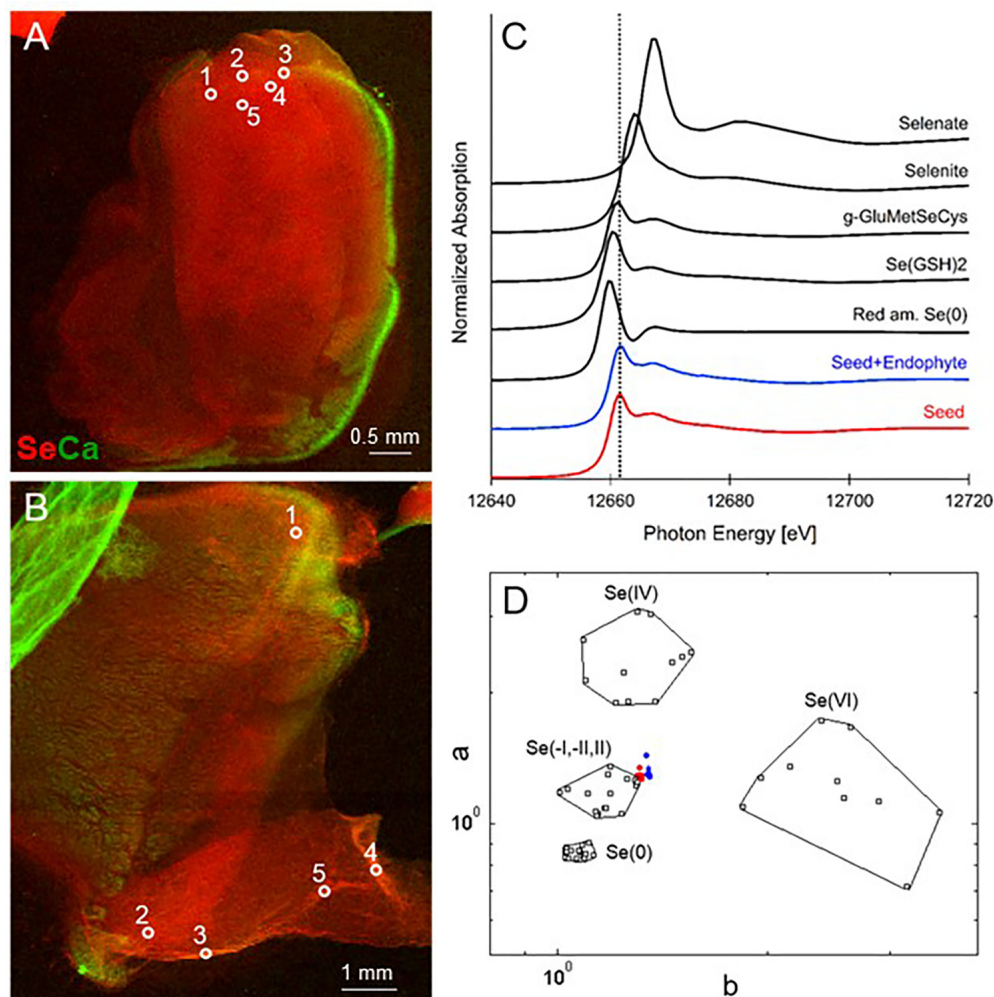 A
1
2
3
4
5
SeCa
0.5 mm
B
1
2
3
4
5
1 mm
C
Normalized Absorption
Selenate
Selenite
g-GluMetSeCys
Se(GSH)2
Red am. Se(0)
Seed+Endophyte
Seed
12640 12660 12680 12700 12720
Photon Energy [eV]
D
Se(IV)
Se(VI)
Se(-I,-II,II)
Se(0)
a
10⁰
10⁰
b